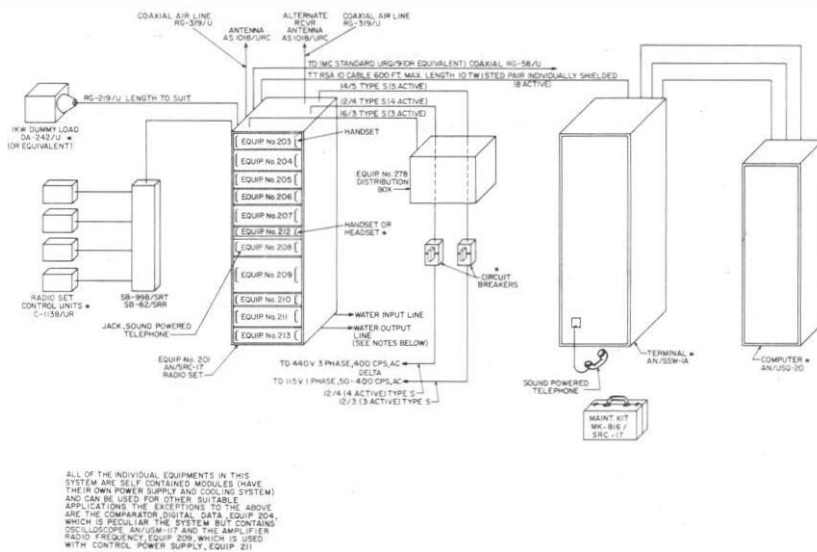 COAXIAL AIR LINE
RG-319/U
ANTENNA
AS 1018/URC
ALTERNATE
RCVR
ANTENNA
AS 1018/URC
COAXIAL AIR LINE
RG-319/U
TO 1MC STANDARD URQ/9(OR EQUIVALENT) COAXIAL RG-58/U
TTRSA 10 CABLE 600 FT. MAX. LENGTH 10 TWISTED PAIR INDIVIDUALLY SHIELDED
(8 ACTIVE)
14/5 TYPE S(5 ACTIVE)
12/4 TYPE S(4 ACTIVE)
16/3 TYPE S(3 ACTIVE)
RG-219/U LENGTH TO SUIT
1KW DUMMY LOAD
DA-242/U *
(OR EQUIVALENT)
HANDSET
EQUIP No. 203
EQUIP No. 204
EQUIP No. 205
EQUIP No. 206
EQUIP No. 207
EQUIP No. 212
EQUIP No. 208
EQUIP No. 209
EQUIP No. 210
EQUIP No. 211
EQUIP No. 213
EQUIP No. 278
DISTRIBUTION
BOX
HANDSET OR
HEADSET *
*
CIRCUIT
BREAKERS
RADIO SET *
CONTROL UNITS
C-1138/UR
SB-998/SRT
SB-82/SRR
JACK, SOUND POWERED
TELEPHONE
WATER INPUT LINE
WATER OUTPUT
LINE
(SEE NOTES BELOW)
EQUIP No. 201
AN/SRC-17
RADIO SET
TO 440V 3 PHASE, 400 CPS, AC
DELTA
TO 115V 1 PHASE, 50-400 CPS, AC
12/4 (4 ACTIVE) TYPE S
12/3 (3 ACTIVE) TYPE S
TERMINAL *
AN/SSW-1A
COMPUTER *
AN/USQ-20
SOUND POWERED
TELEPHONE
MAINT. KIT
MK-816/
SRC-17
ALL OF THE INDIVIDUAL EQUIPMENTS IN THIS
SYSTEM ARE SELF CONTAINED MODULES (HAVE
THEIR OWN POWER SUPPLY AND COOLING SYSTEM)
AND CAN BE USED FOR OTHER SUITABLE
APPLICATIONS. THE EXCEPTIONS TO THE ABOVE
ARE THE COMPARATOR, DIGITAL DATA, EQUIP 204,
WHICH IS PECULIAR THE SYSTEM BUT CONTAINS
OSCILLOSCOPE AN/USM-117 AND THE AMPLIFIER
RADIO FREQUENCY, EQUIP 209, WHICH IS USED
WITH CONTROL POWER SUPPLY, EQUIP 211